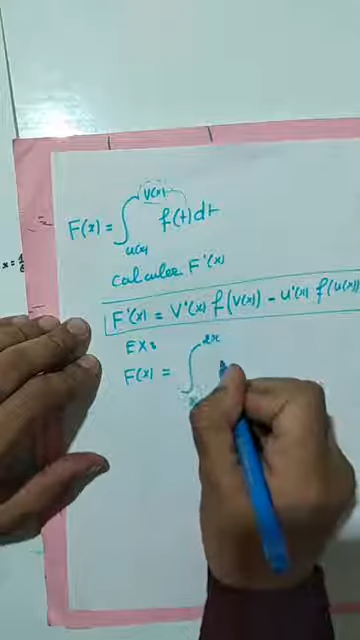 F(x) = ∫_{u(x)}^{v(x)} f(t)dt
calculer F'(x)
F'(x) = V'(x) f(v(x)) - u'(x) f(u(x))
EX:
F(x) = ∫^{2x}
x =